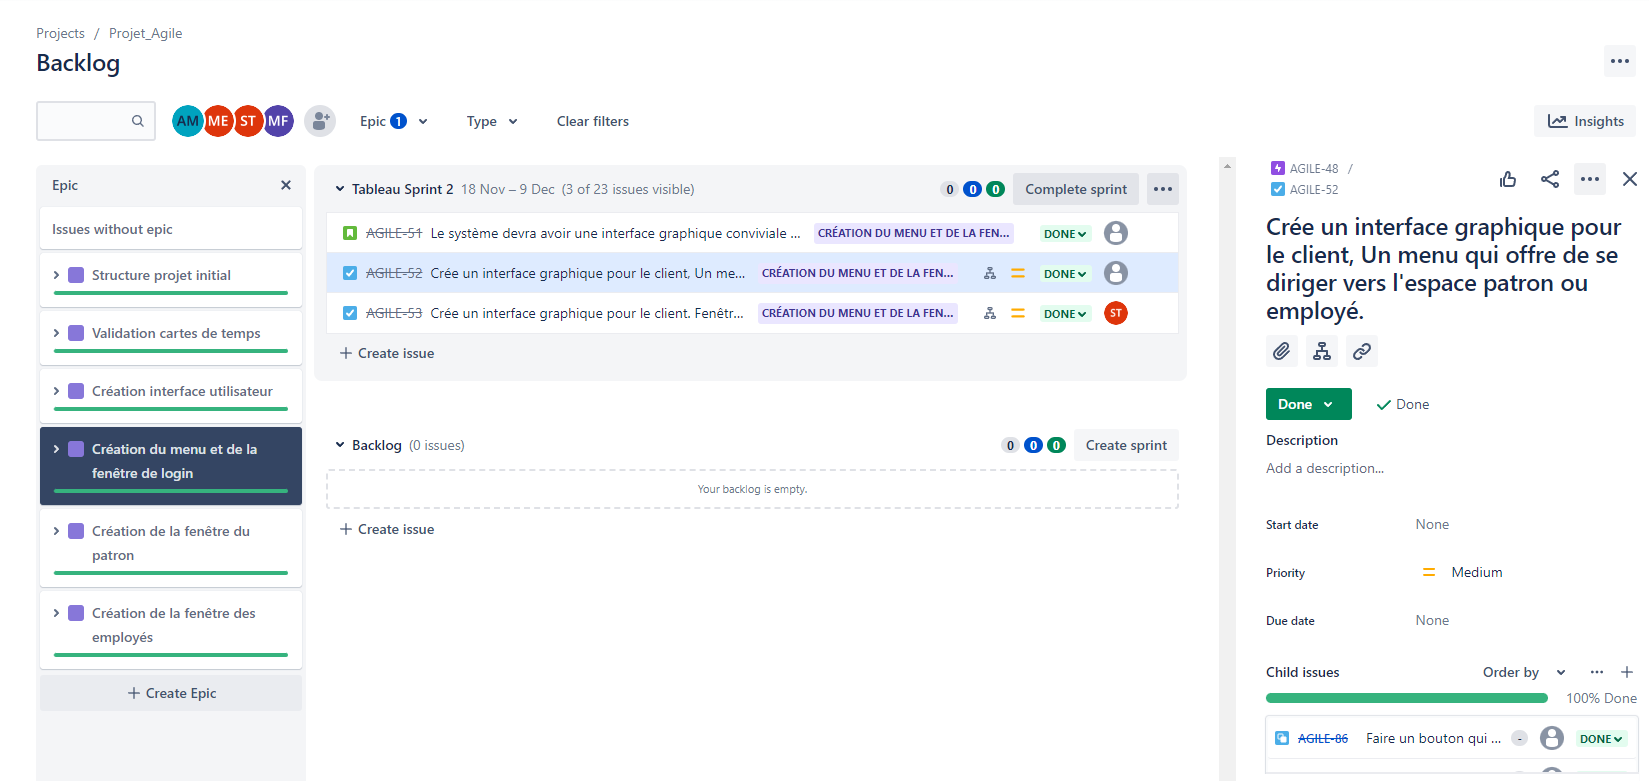 Projects / Projet_Agile
Backlog
AM ME ST MF Epic 1 Type Clear filters
Insights
Epic
Issues without epic
Structure projet initial
Validation cartes de temps
Création interface utilisateur
Création du menu et de la
fenêtre de login
Création de la fenêtre du
patron
Création de la fenêtre des
employés
+ Create Epic
Tableau Sprint 2 18 Nov – 9 Dec (3 of 23 issues visible) 0 0 0 Complete sprint
AGILE-51 Le système devra avoir une interface graphique conviviale ... CRÉATION DU MENU ET DE LA FEN... DONE
AGILE-52 Crée un interface graphique pour le client, Un me... CRÉATION DU MENU ET DE LA FEN... DONE
AGILE-53 Crée un interface graphique pour le client. Fenêtr... CRÉATION DU MENU ET DE LA FEN... DONE ST
+ Create issue
Backlog (0 issues) 0 0 0 Create sprint
Your backlog is empty.
+ Create issue
AGILE-48 /
AGILE-52
Crée un interface graphique pour
le client, Un menu qui offre de se
diriger vers l'espace patron ou
employé.
Done Done
Description
Add a description...
Start date None
Priority Medium
Due date None
Child issues Order by
100% Done
AGILE-86 Faire un bouton qui ... - DONE